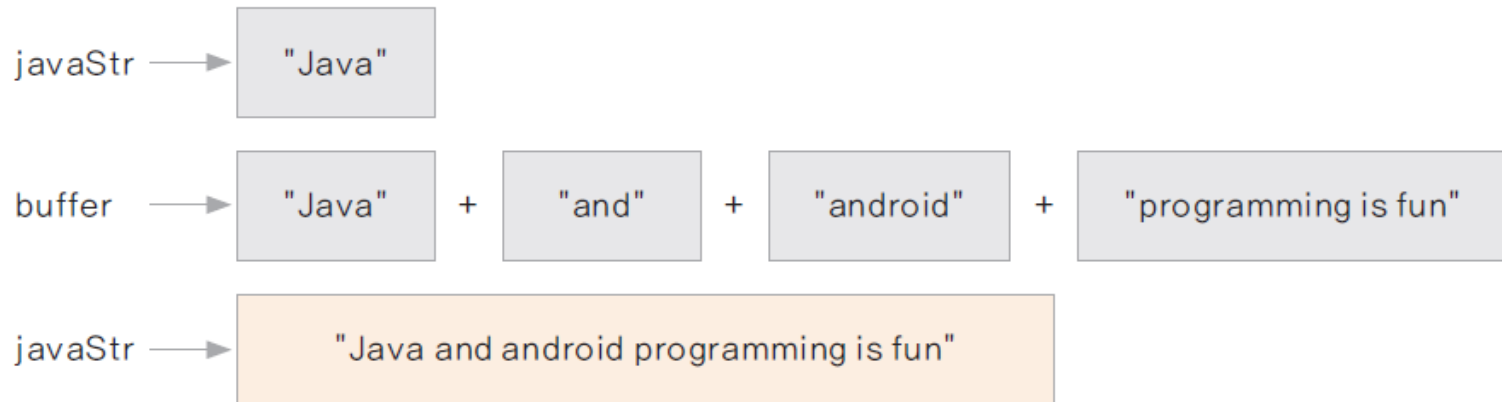 javaStr "Java"
buffer "Java" + "and" + "android" + "programming is fun"
javaStr "Java and android programming is fun"